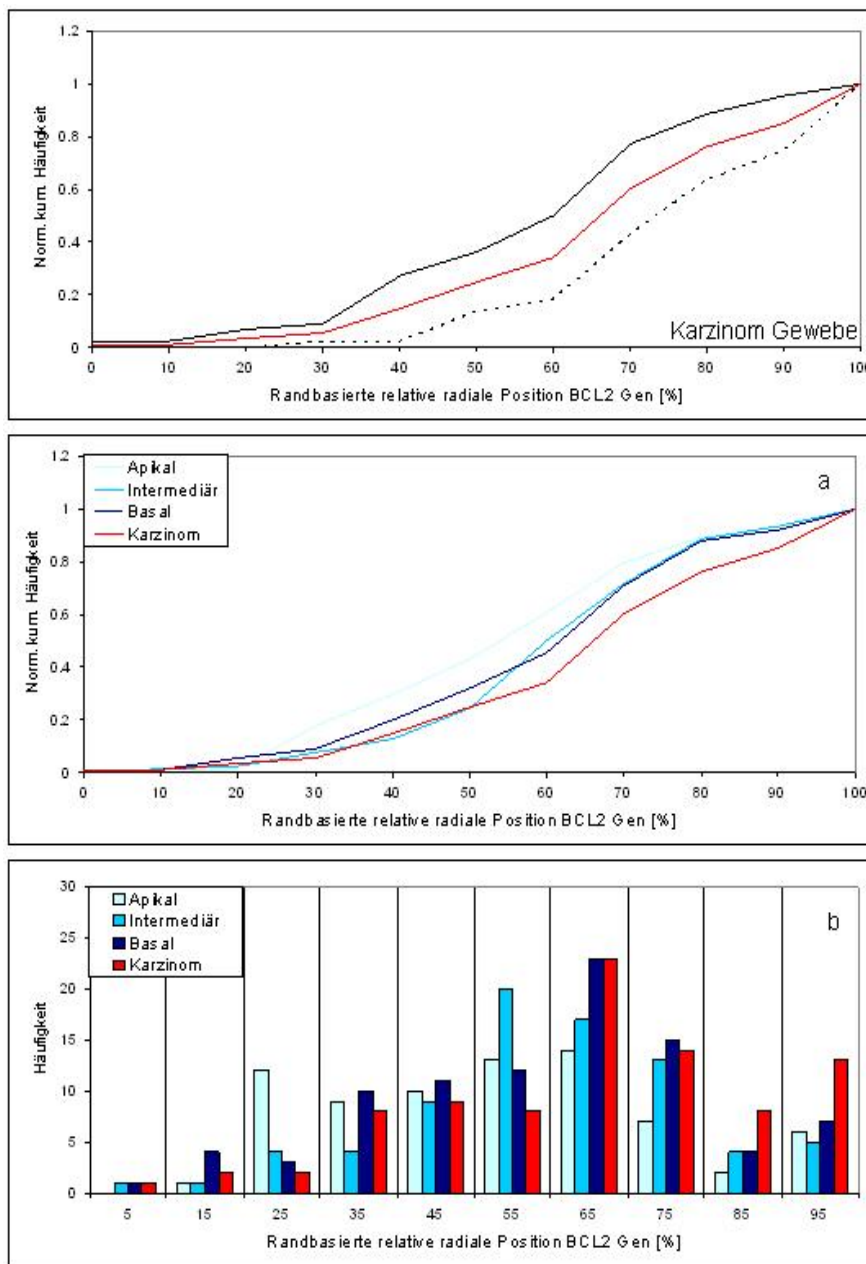 1.2
1
0.8
0.6
0.4
0.2
0
Norm. kum. Häufigkeit
Karzinom Gewebe
0 10 20 30 40 50 60 70 80 90 100
Randbasierte relative radiale Position BCL2 Gen [%]
1.2
1
0.8
0.6
0.4
0.2
0
Norm. kum. Häufigkeit
Apikal
Intermediär
Basal
Karzinom
a
0 10 20 30 40 50 60 70 80 90 100
Randbasierte relative radiale Position BCL2 Gen [%]
30
25
20
15
10
5
0
Häufigkeit
Apikal
Intermediär
Basal
Karzinom
b
5 15 25 35 45 55 65 75 85 95
Randbasierte relative radiale Position BCL2 Gen [%]